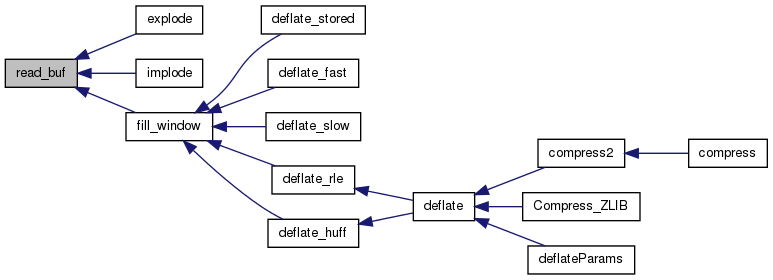 read_buf
explode
implode
fill_window
deflate_stored
deflate_fast
deflate_slow
deflate_rle
deflate_huff
deflate
compress2
Compress_ZLIB
deflateParams
compress